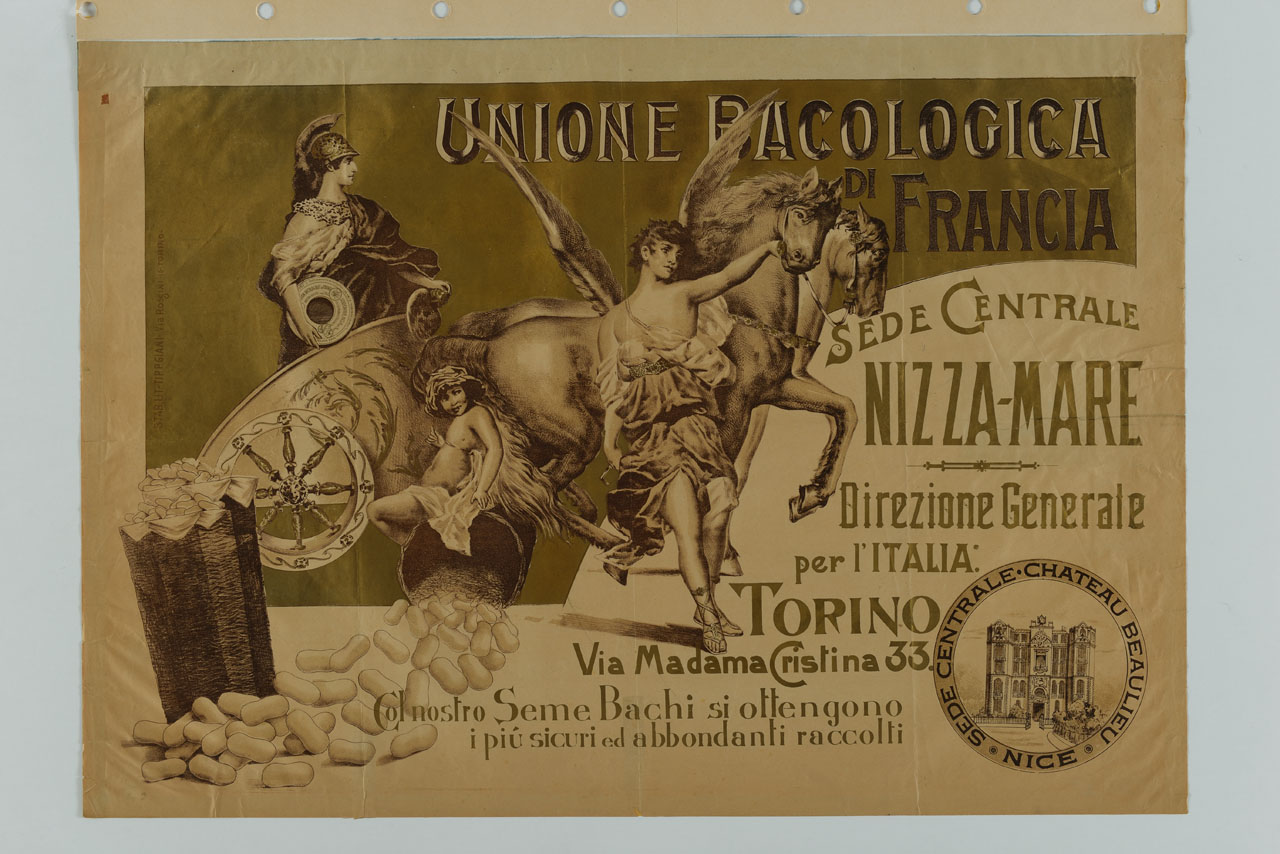 UNIONE BACOLOGICA
DI FRANCIA
SEDE CENTRALE
NIZZA-MARE
Direzione Generale
per l'ITALIA:
TORINO
Via Madama Cristina 33.
Col nostro Seme Bachi si ottengono
i più sicuri ed abbondanti raccolti
SEDE CENTRALE · CHATEAU BEAULIEU
• NICE •